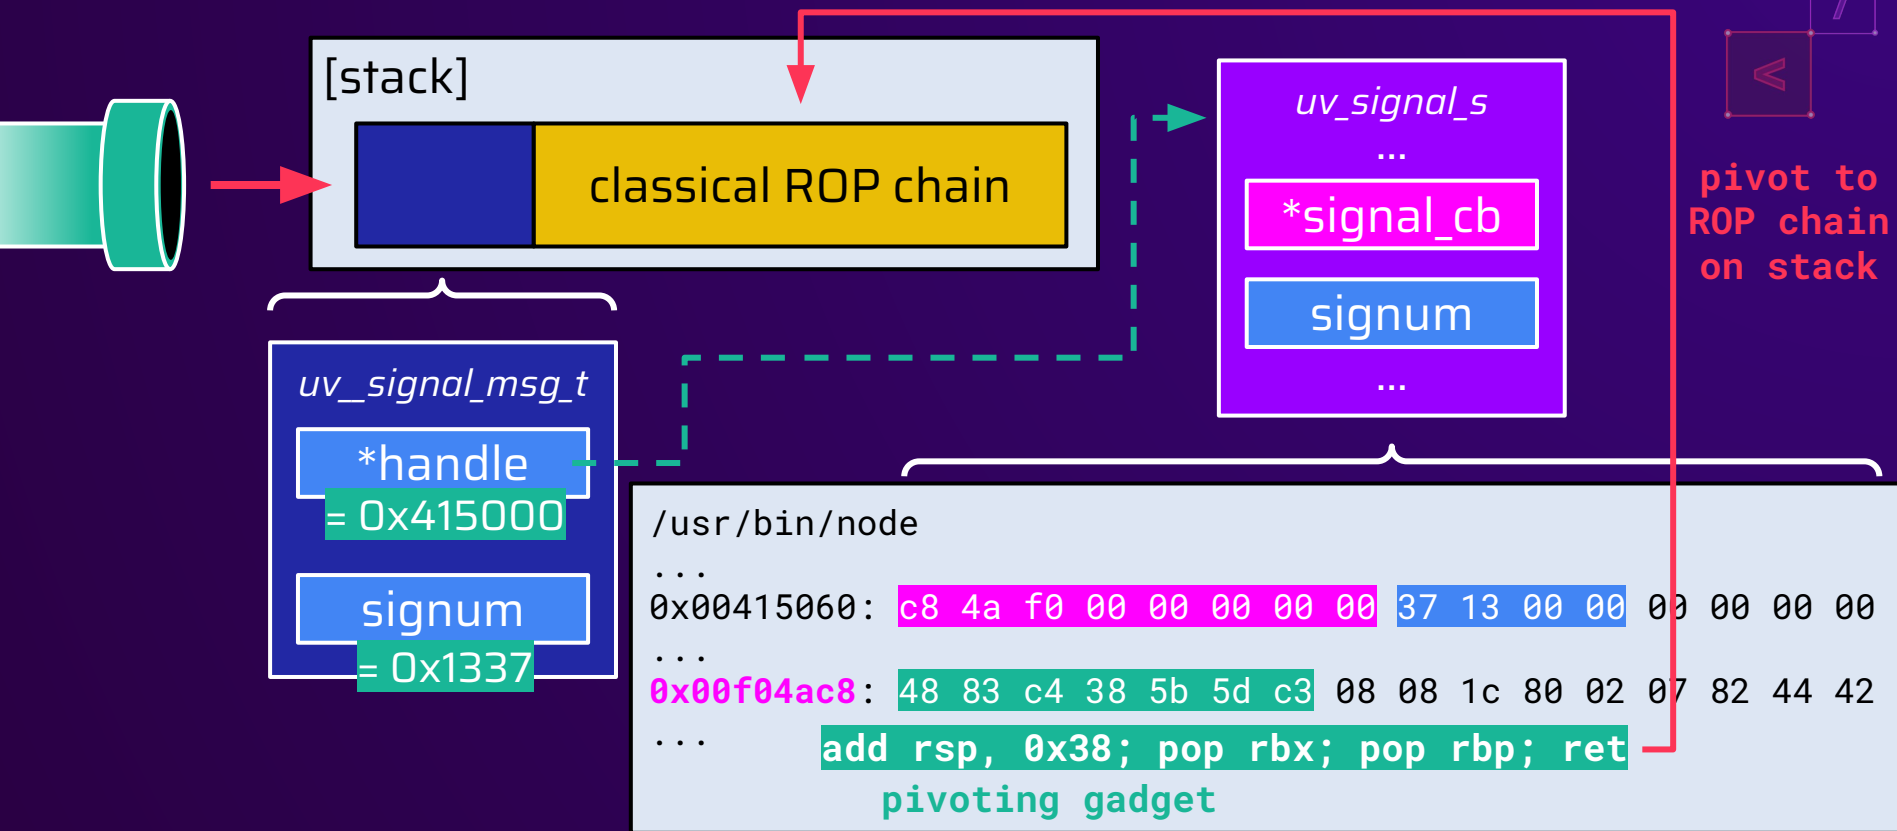 [stack]
classical ROP chain
uv_signal_s
...
*signal_cb
signum
...
pivot to
ROP chain
on stack
uv__signal_msg_t
*handle
= 0x415000
signum
= 0x1337
/usr/bin/node
...
0x00415060: c8 4a f0 00 00 00 00 00 37 13 00 00 00 00 00 00
...
0x00f04ac8: 48 83 c4 38 5b 5d c3 08 08 1c 80 02 07 82 44 42
...
add rsp, 0x38; pop rbx; pop rbp; ret
pivoting gadget
/
<